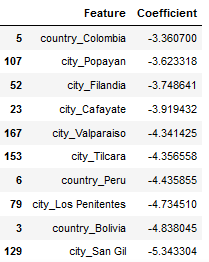 Feature Coefficient
5 country_Colombia -3.360700
107 city_Popayan -3.623318
52 city_Filandia -3.748641
23 city_Cafayate -3.919432
167 city_Valparaiso -4.341425
153 city_Tilcara -4.356558
6 country_Peru -4.435855
79 city_Los Penitentes -4.734510
3 country_Bolivia -4.838045
129 city_San Gil -5.343304